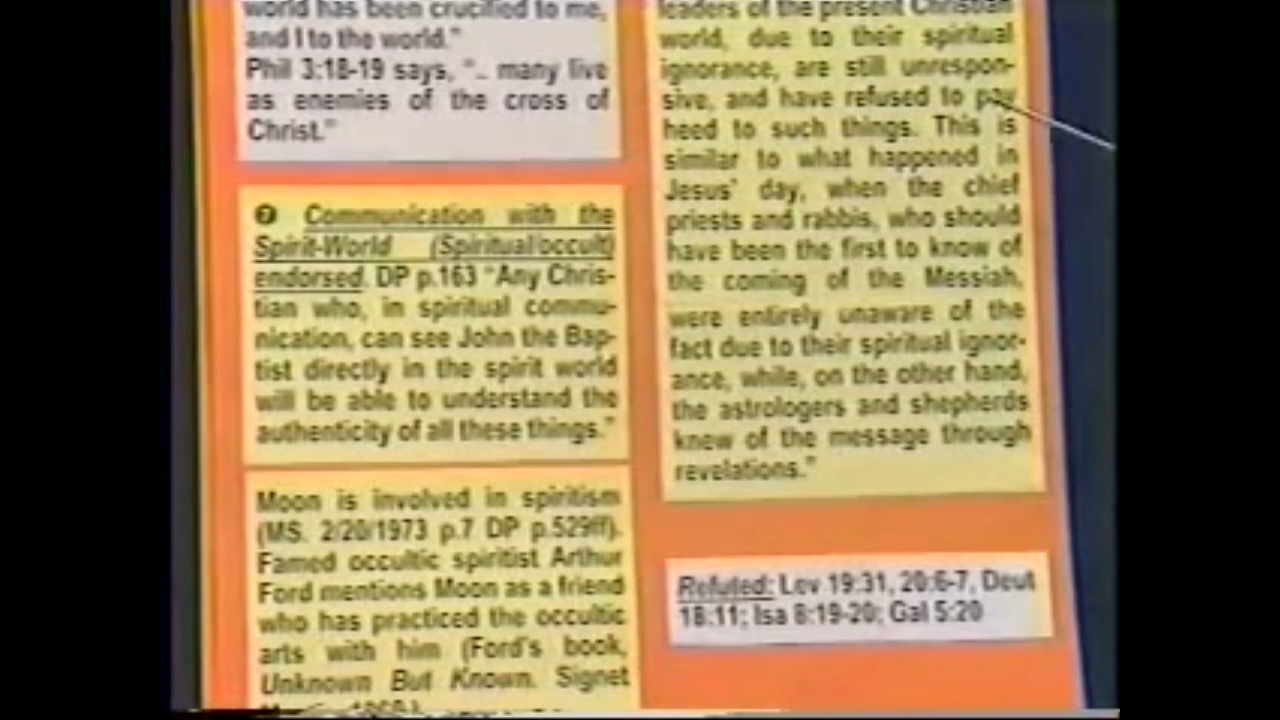 world has been crucified to me,
and I to the world."
Phil 3:18-19 says, ".. many live
as enemies of the cross of
Christ."
❼ Communication with the
Spirit-World (Spiritual/occult)
endorsed. DP p.163 "Any Chris-
tian who, in spiritual commu-
nication, can see John the Bap-
tist directly in the spirit world
will be able to understand the
authenticity of all these things."
Moon is involved in spiritism
(MS. 2/20/1973 p.7 DP p.529ff).
Famed occultic spiritist Arthur
Ford mentions Moon as a friend
who has practiced the occultic
arts with him (Ford's book,
Unknown But Known. Signet
leaders of the present Christian
world, due to their spiritual
ignorance, are still unrespon-
sive, and have refused to pay
heed to such things. This is
similar to what happened in
Jesus' day, when the chief
priests and rabbis, who should
have been the first to know of
the coming of the Messiah,
were entirely unaware of the
fact due to their spiritual ignor-
ance, while, on the other hand,
the astrologers and shepherds
knew of the message through
revelations."
Refuted: Lev 19:31, 20:6-7, Deut
18:11; Isa 8:19-20; Gal 5:20